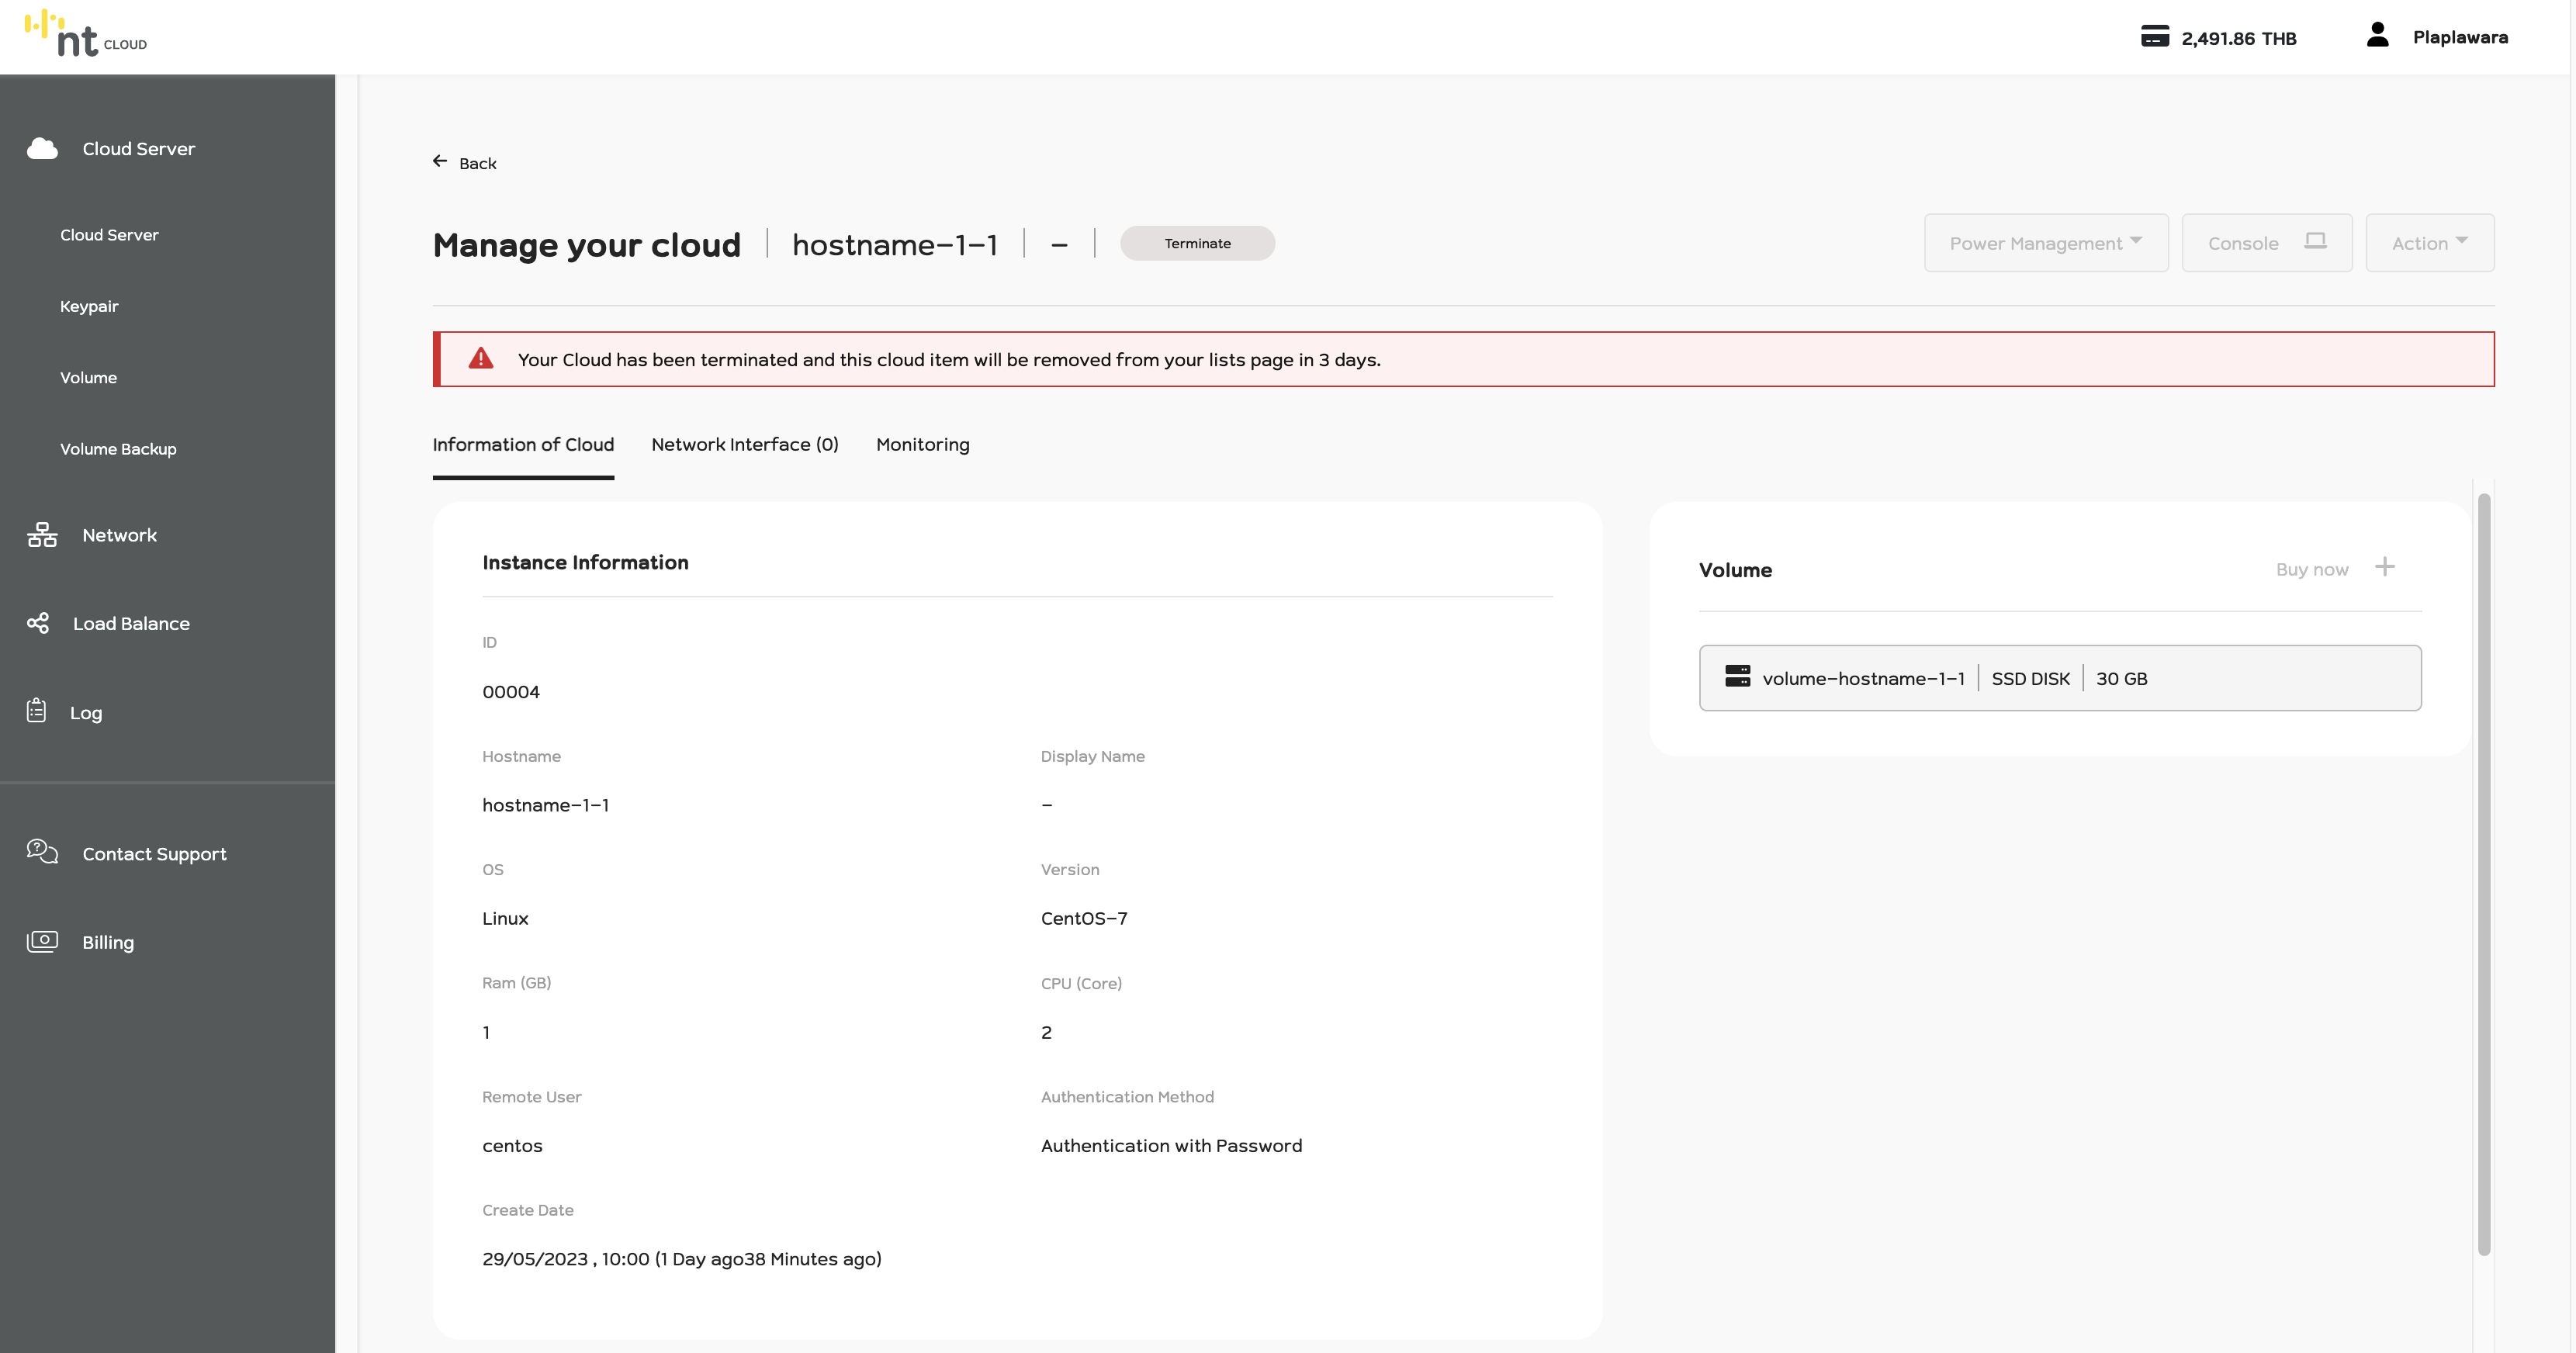 nt CLOUD
2,491.86 THB
Plaplawara
Cloud Server
Cloud Server
Keypair
Volume
Volume Backup
Network
Load Balance
Log
Contact Support
Billing
Back
Manage your cloud | hostname-1-1 | - | Terminate
Power Management
Console
Action
Your Cloud has been terminated and this cloud item will be removed from your lists page in 3 days.
Information of Cloud
Network Interface (0)
Monitoring
Instance Information
ID
00004
Hostname
hostname-1-1
Display Name
-
OS
Linux
Version
CentOS-7
Ram (GB)
1
CPU (Core)
2
Remote User
centos
Authentication Method
Authentication with Password
Create Date
29/05/2023 , 10:00 (1 Day ago38 Minutes ago)
Volume
Buy now +
volume-hostname-1-1 | SSD DISK | 30 GB